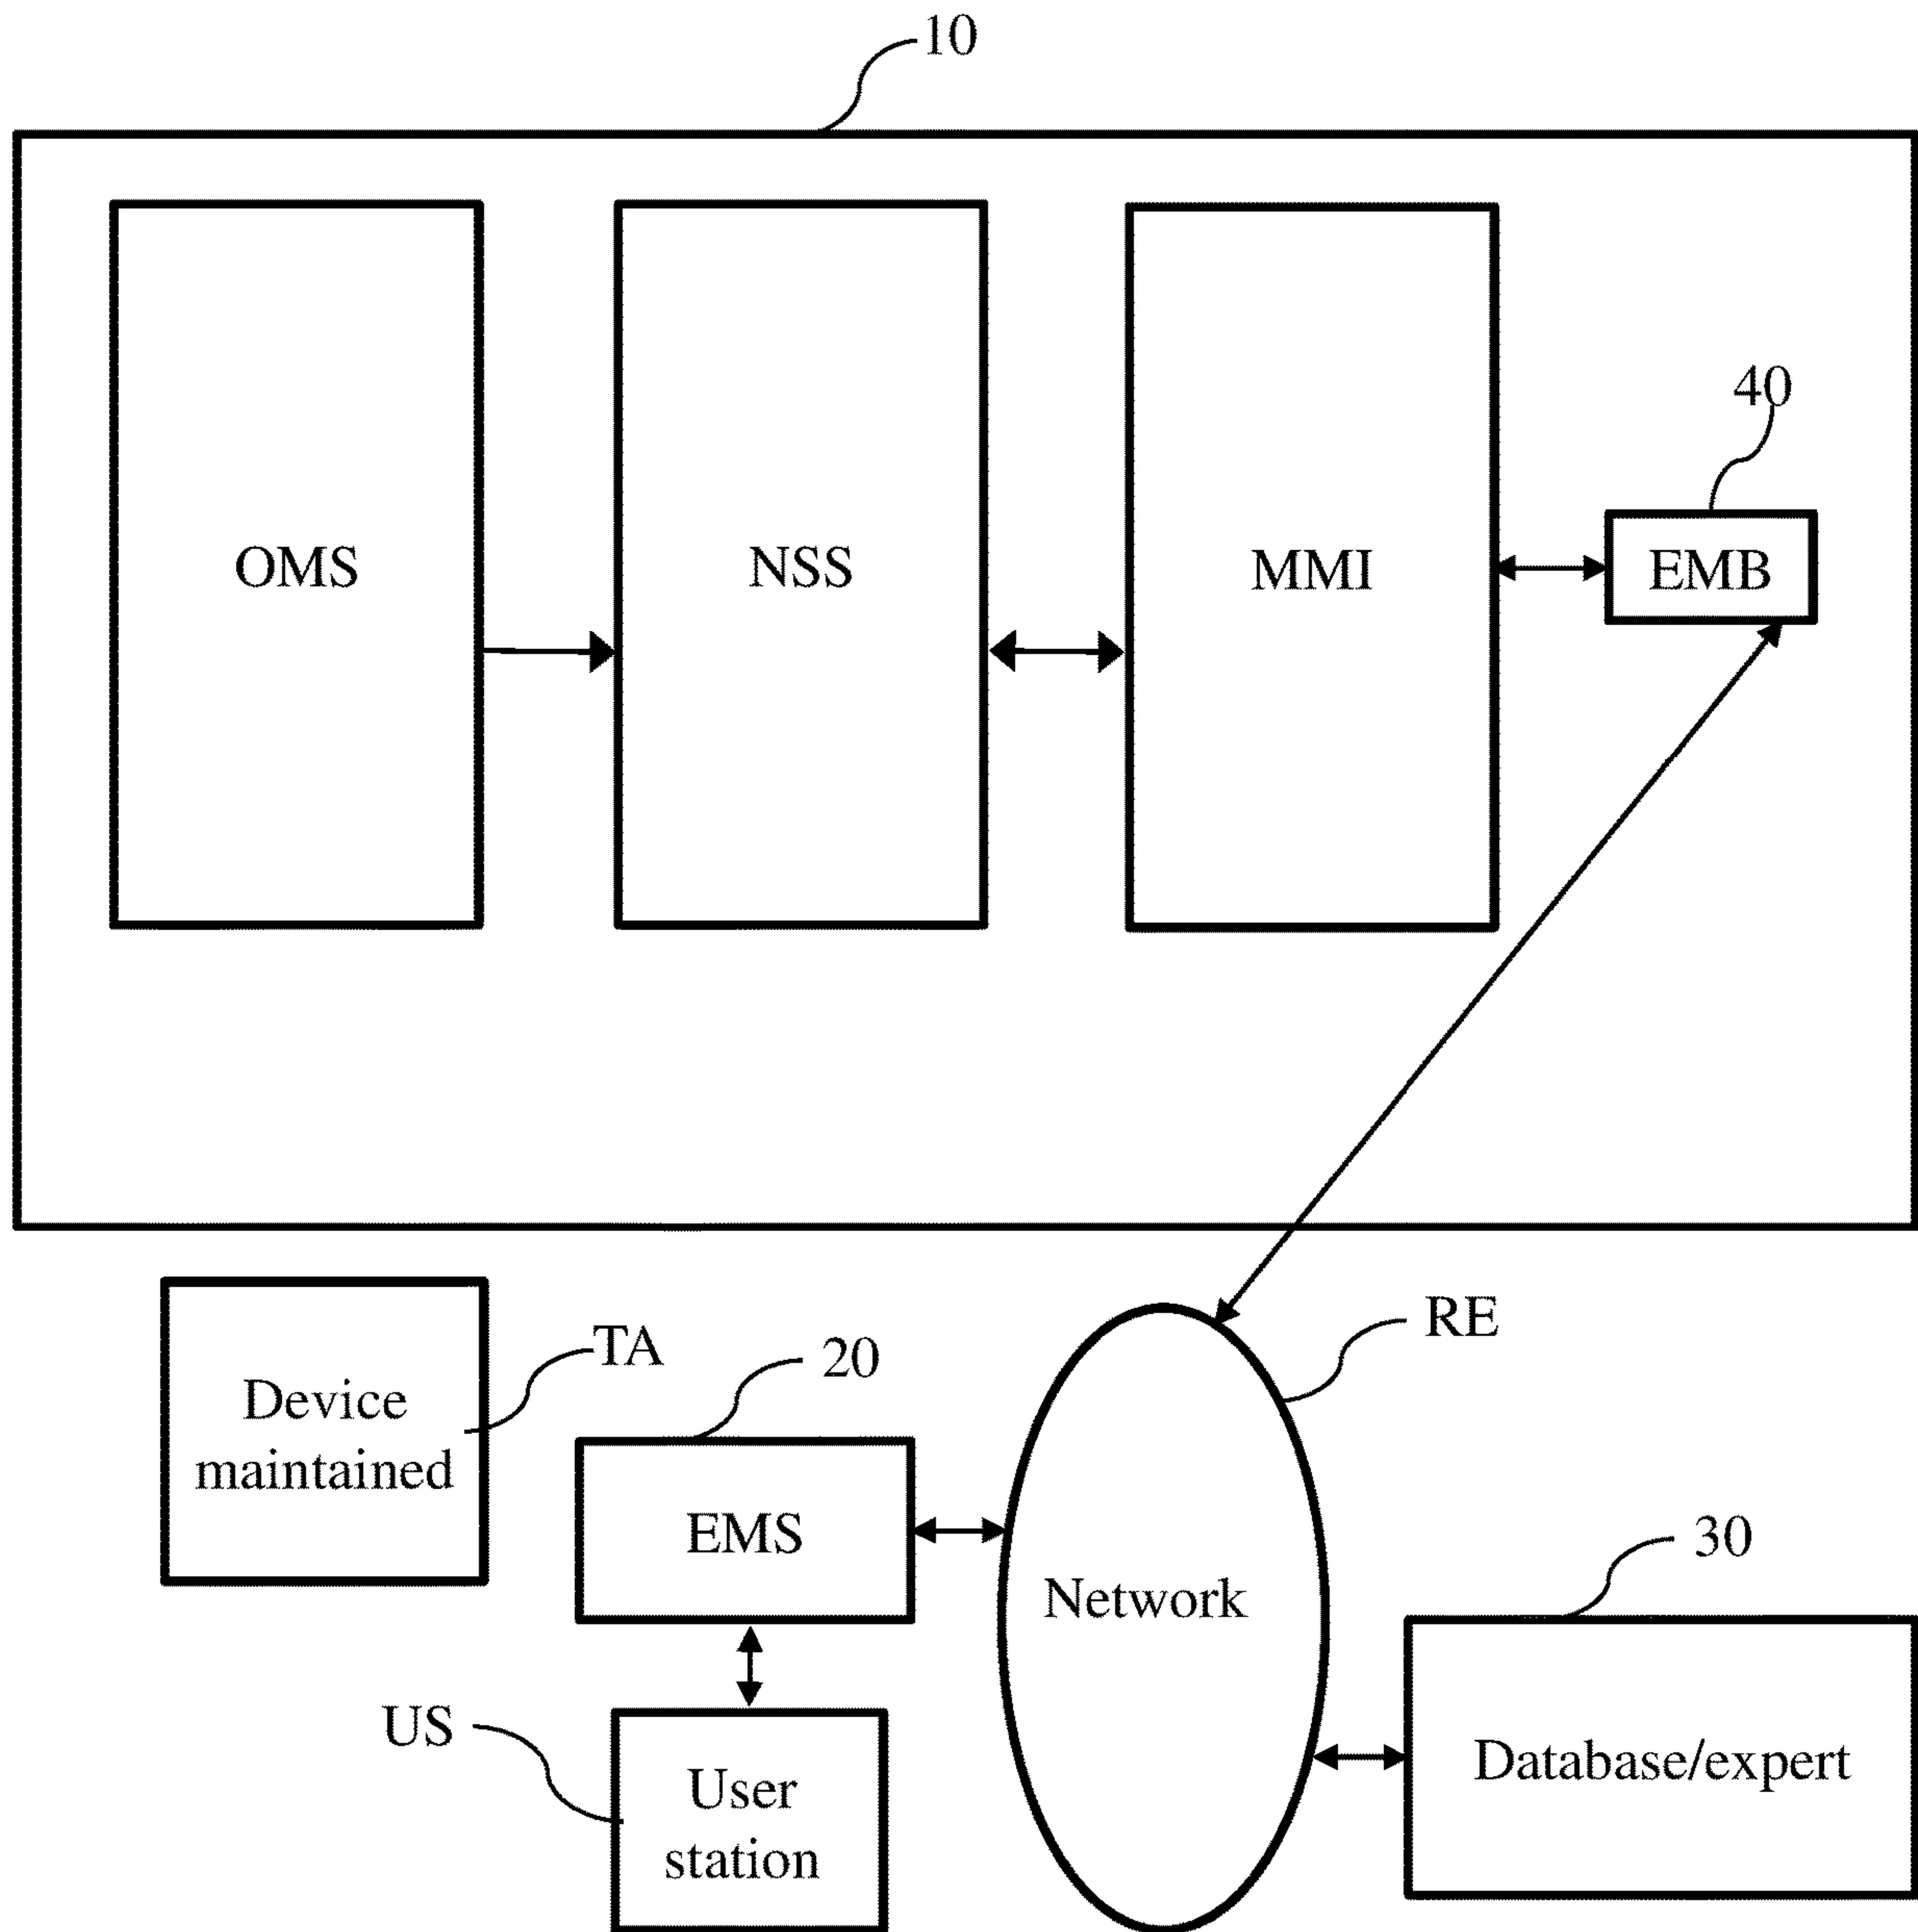 10
OMS
NSS
MMI
40
EMB
RE
TA
20
Device
maintained
EMS
30
Network
US
User
station
Database/expert